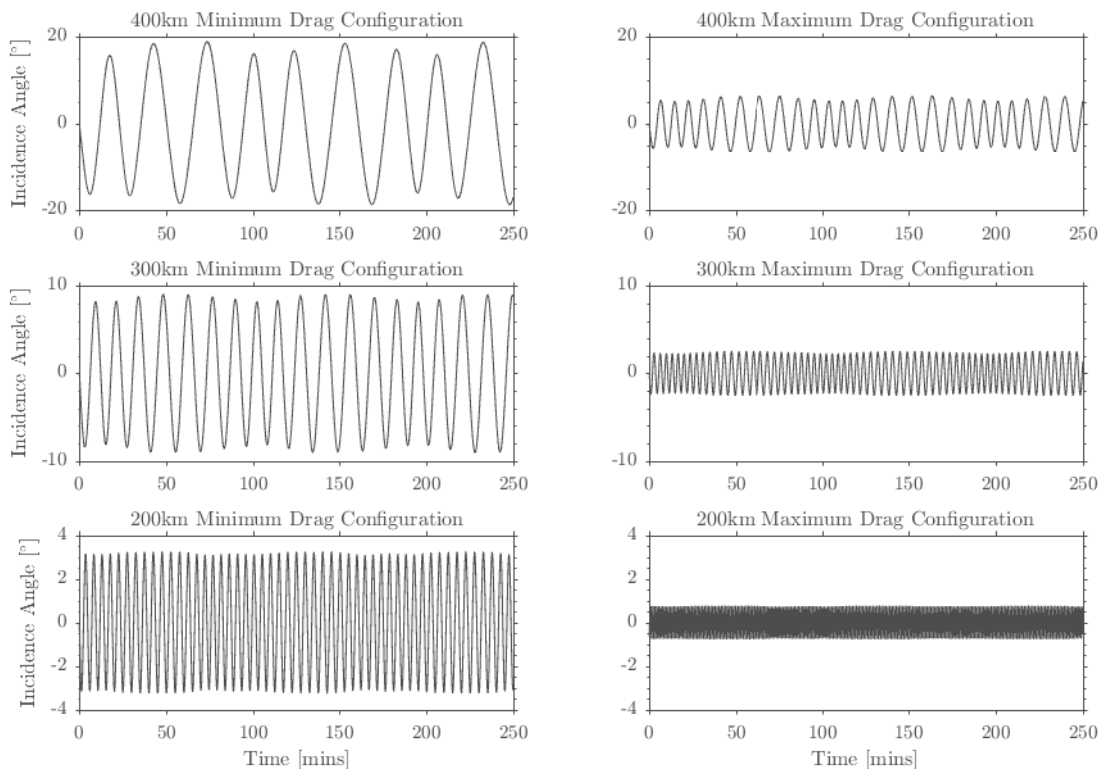 400km Minimum Drag Configuration
Incidence Angle [°]
20
0
-20
0 50 100 150 200 250
400km Maximum Drag Configuration
20
0
-20
0 50 100 150 200 250
300km Minimum Drag Configuration
Incidence Angle [°]
10
0
-10
0 50 100 150 200 250
300km Maximum Drag Configuration
10
0
-10
0 50 100 150 200 250
200km Minimum Drag Configuration
Incidence Angle [°]
4
2
0
-2
-4
0 50 100 150 200 250
Time [mins]
200km Maximum Drag Configuration
4
2
0
-2
-4
0 50 100 150 200 250
Time [mins]